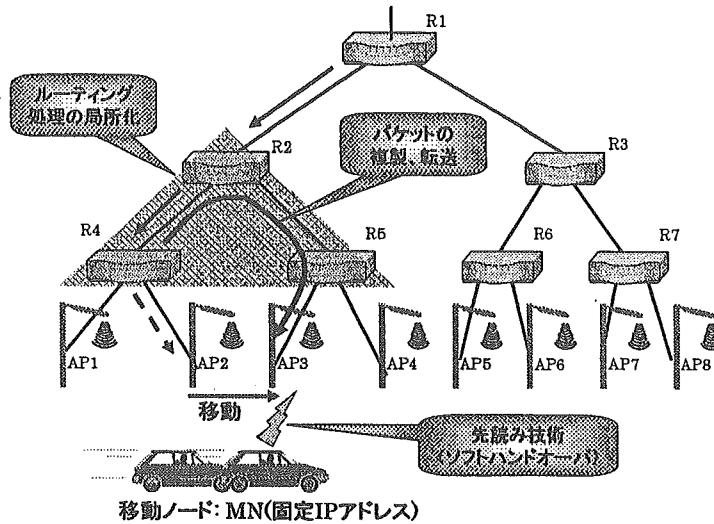 R1
ルーティング
処理の局所化
R2
パケットの
複製、転送
R3
R4
R5
R6
R7
AP1
AP2
AP3
AP4
AP5
AP6
AP7
AP8
移動
先読み技術
(ソフトハンドオーバ)
移動ノード: MN(固定IPアドレス)